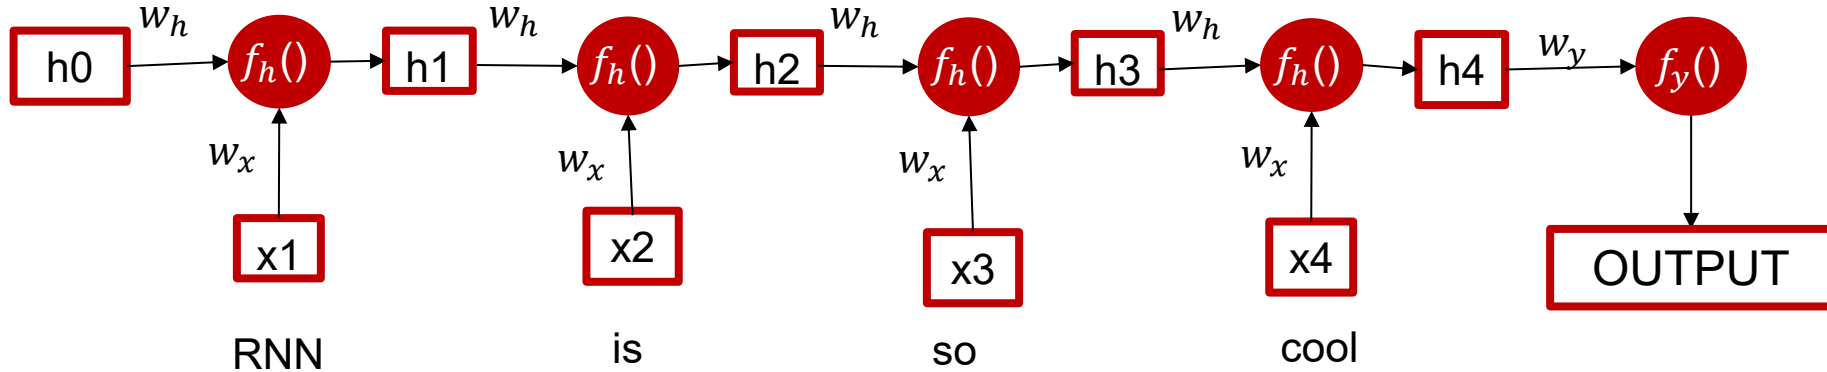 w_h w_h w_h w_h
h0 f_h() h1 f_h() h2 f_h() h3 f_h() h4 w_y f_y()
w_x w_x w_x w_x
x1 x2 x3 x4 OUTPUT
RNN is so cool